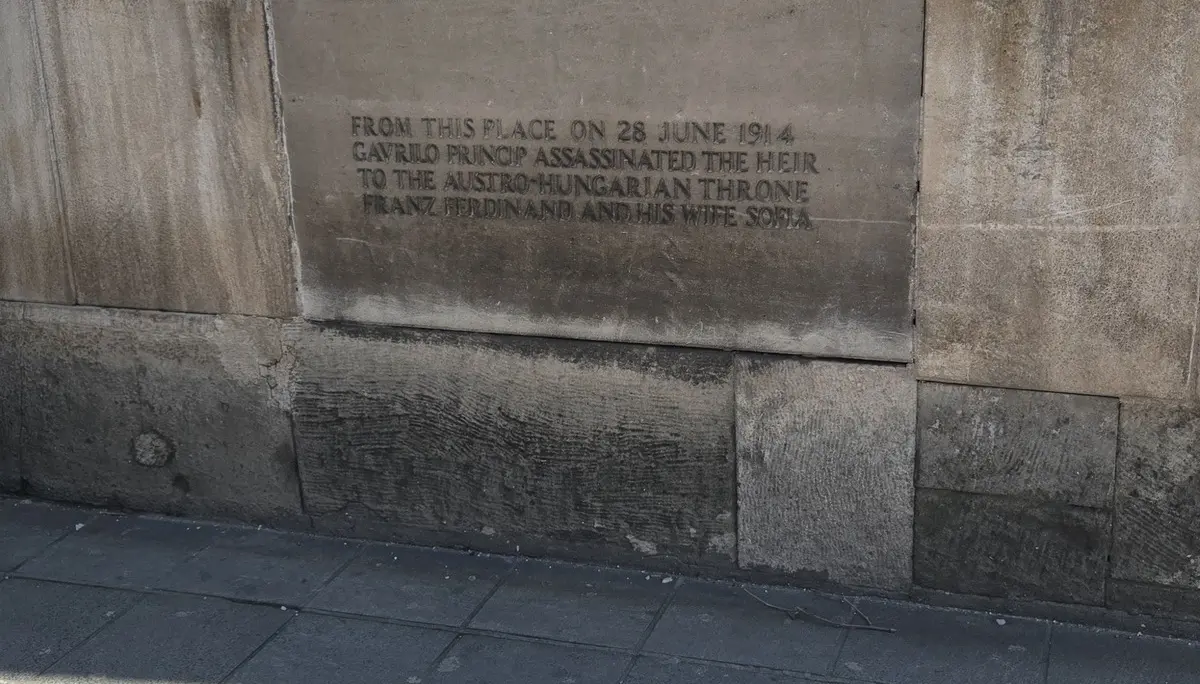 FROM THIS PLACE ON 28 JUNE 1914
GAVRILO PRINCIP ASSASSINATED THE HEIR
TO THE AUSTRO-HUNGARIAN THRONE
FRANZ FERDINAND AND HIS WIFE SOFIA